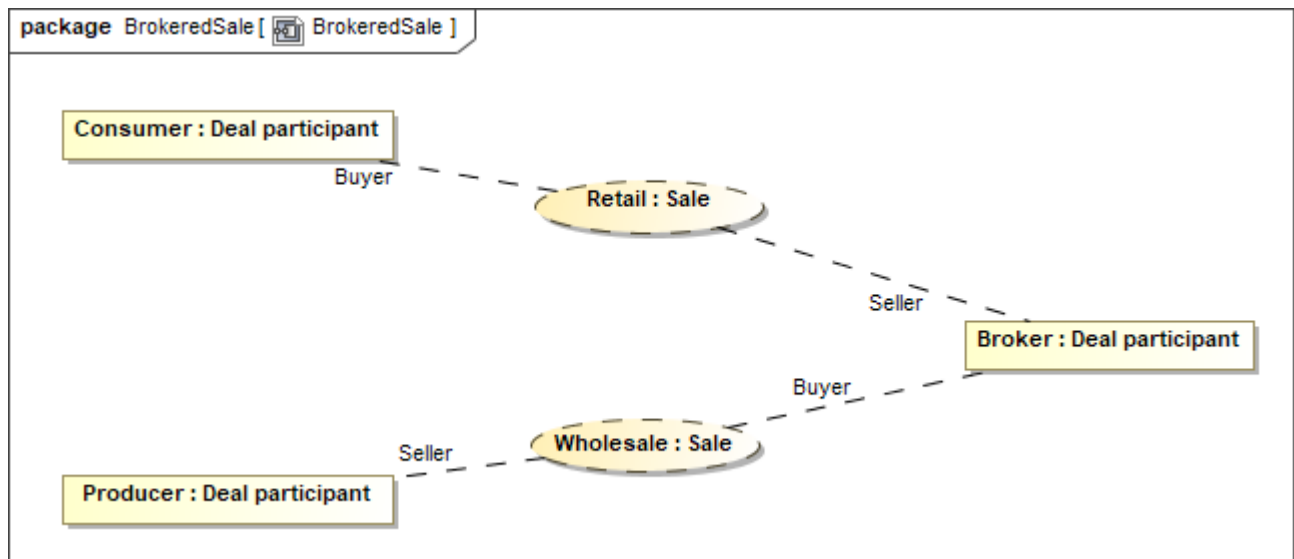 package BrokeredSale [ BrokeredSale ]
Consumer : Deal participant
Buyer
Retail : Sale
Seller
Broker : Deal participant
Buyer
Wholesale : Sale
Seller
Producer : Deal participant